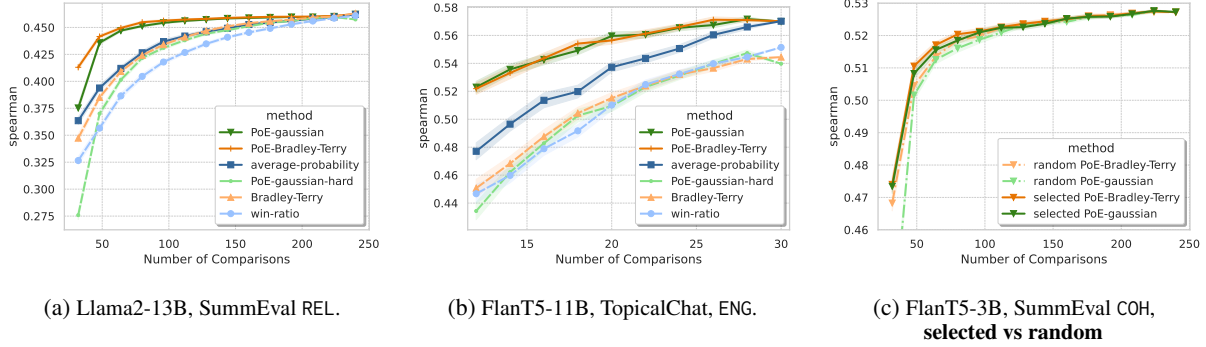 spearman
0.450
0.425
0.400
0.375
0.350
0.325
0.300
0.275
method
PoE-gaussian
PoE-Bradley-Terry
average-probability
PoE-gaussian-hard
Bradley-Terry
win-ratio
50 100 150 200 250
Number of Comparisons
(a) Llama2-13B, SummEval REL.
spearman
0.60
0.58
0.56
0.54
0.52
0.50
0.48
0.46
0.44
method
PoE-gaussian
PoE-Bradley-Terry
average-probability
PoE-gaussian-hard
Bradley-Terry
win-ratio
15 20 25 30
Number of Comparisons
(b) FlanT5-11B, TopicalChat, ENG.
spearman
0.53
0.52
0.51
0.50
0.49
0.48
0.47
0.46
method
random PoE-Bradley-Terry
random PoE-gaussian
selected PoE-Bradley-Terry
selected PoE-gaussian
50 100 150 200 250
Number of Comparisons
(c) FlanT5-3B, SummEval COH,
selected vs random